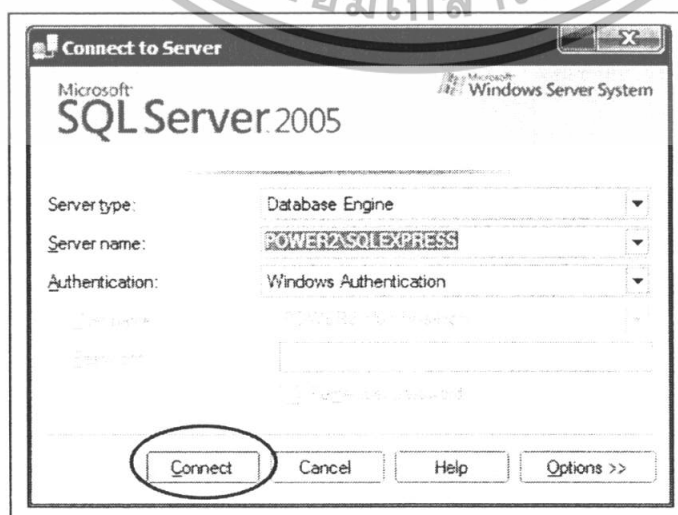 Connect to Server
Microsoft
SQL Server 2005
Microsoft
Windows Server System
Server type:
Database Engine
Server name:
POWER2\SQLEXPRESS
Authentication:
Windows Authentication
Connect
Cancel
Help
Options >>